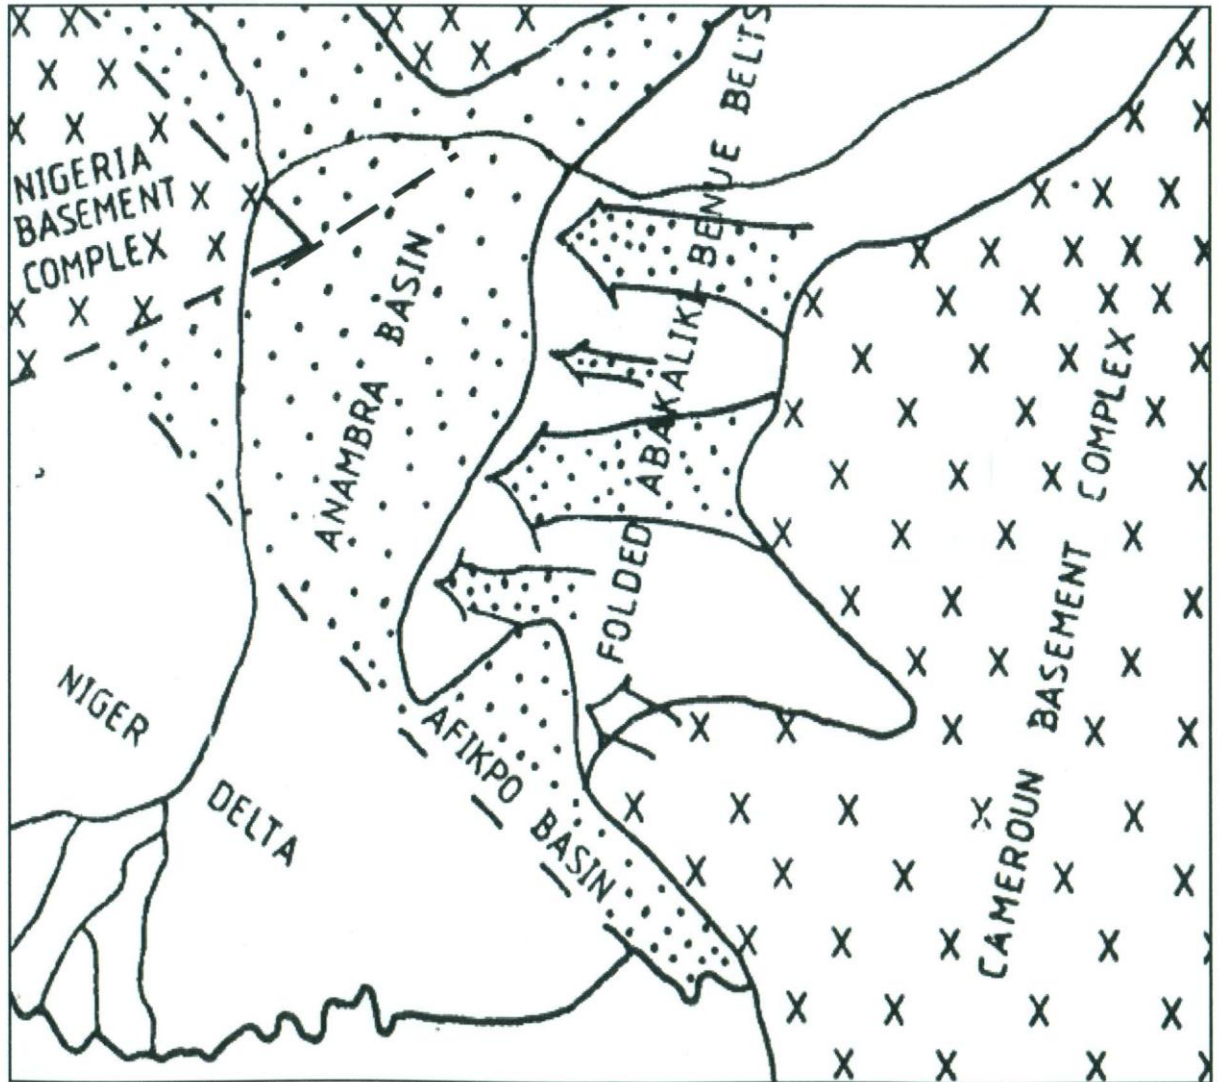 NIGERIA
BASEMENT
COMPLEX
ANAMBRA BASIN
FOLDED ABAKALIKI-BENUE BELTS
CAMEROUN BASEMENT COMPLEX
AFIKPO BASIN
NIGER
DELTA